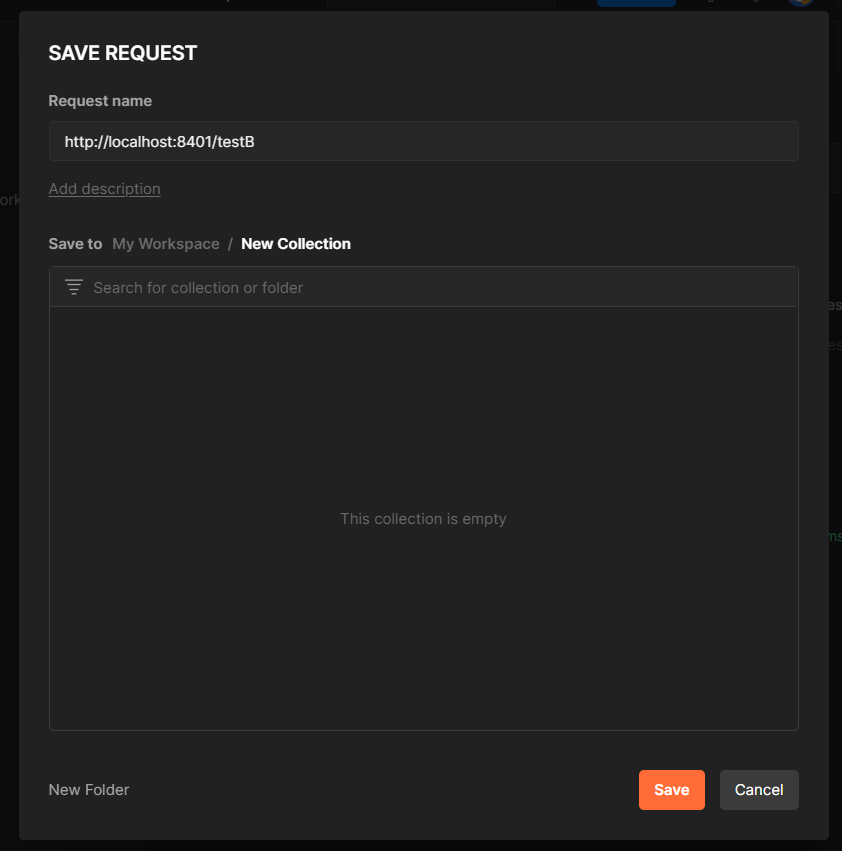 SAVE REQUEST
Request name
http://localhost:8401/testB
Add description
Save to My Workspace / New Collection
Search for collection or folder
This collection is empty
New Folder Save Cancel